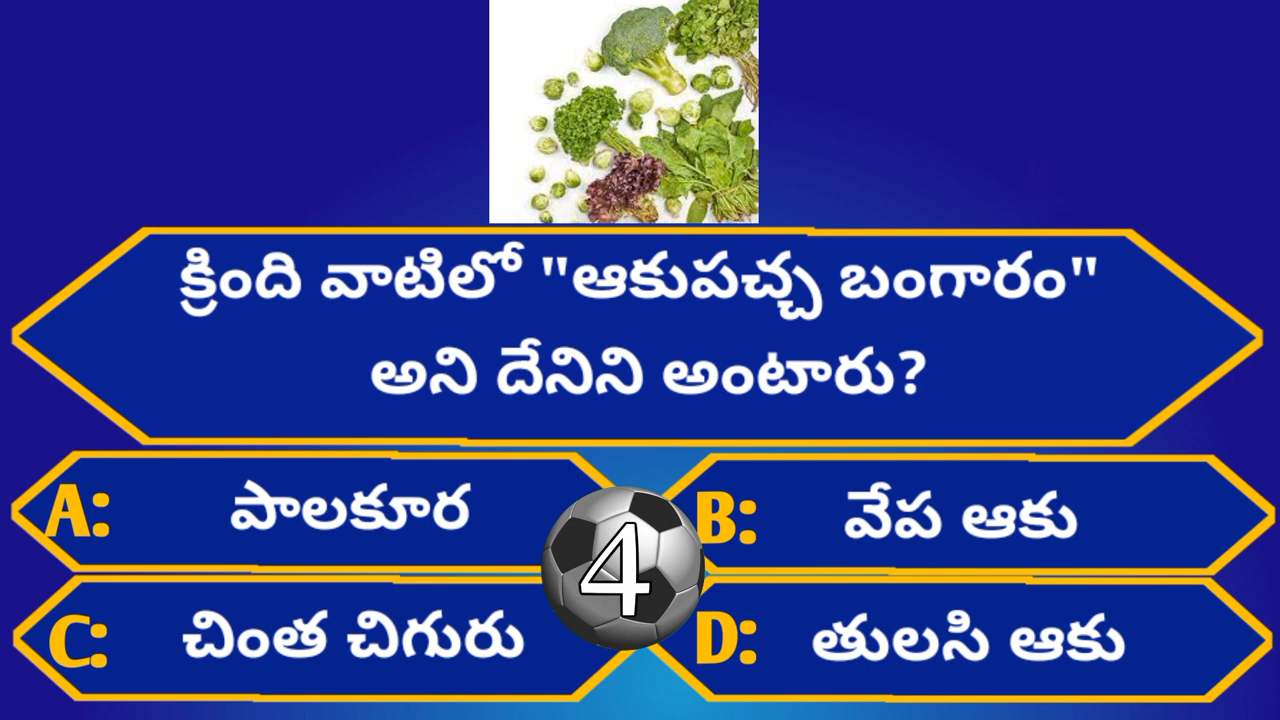 క్రింది వాటిలో "ఆకుపచ్చ బంగారం"
అని దేనిని అంటారు?
A: పాలకూర
B: వేప ఆకు
4
C: చింత చిగురు
D: తులసి ఆకు